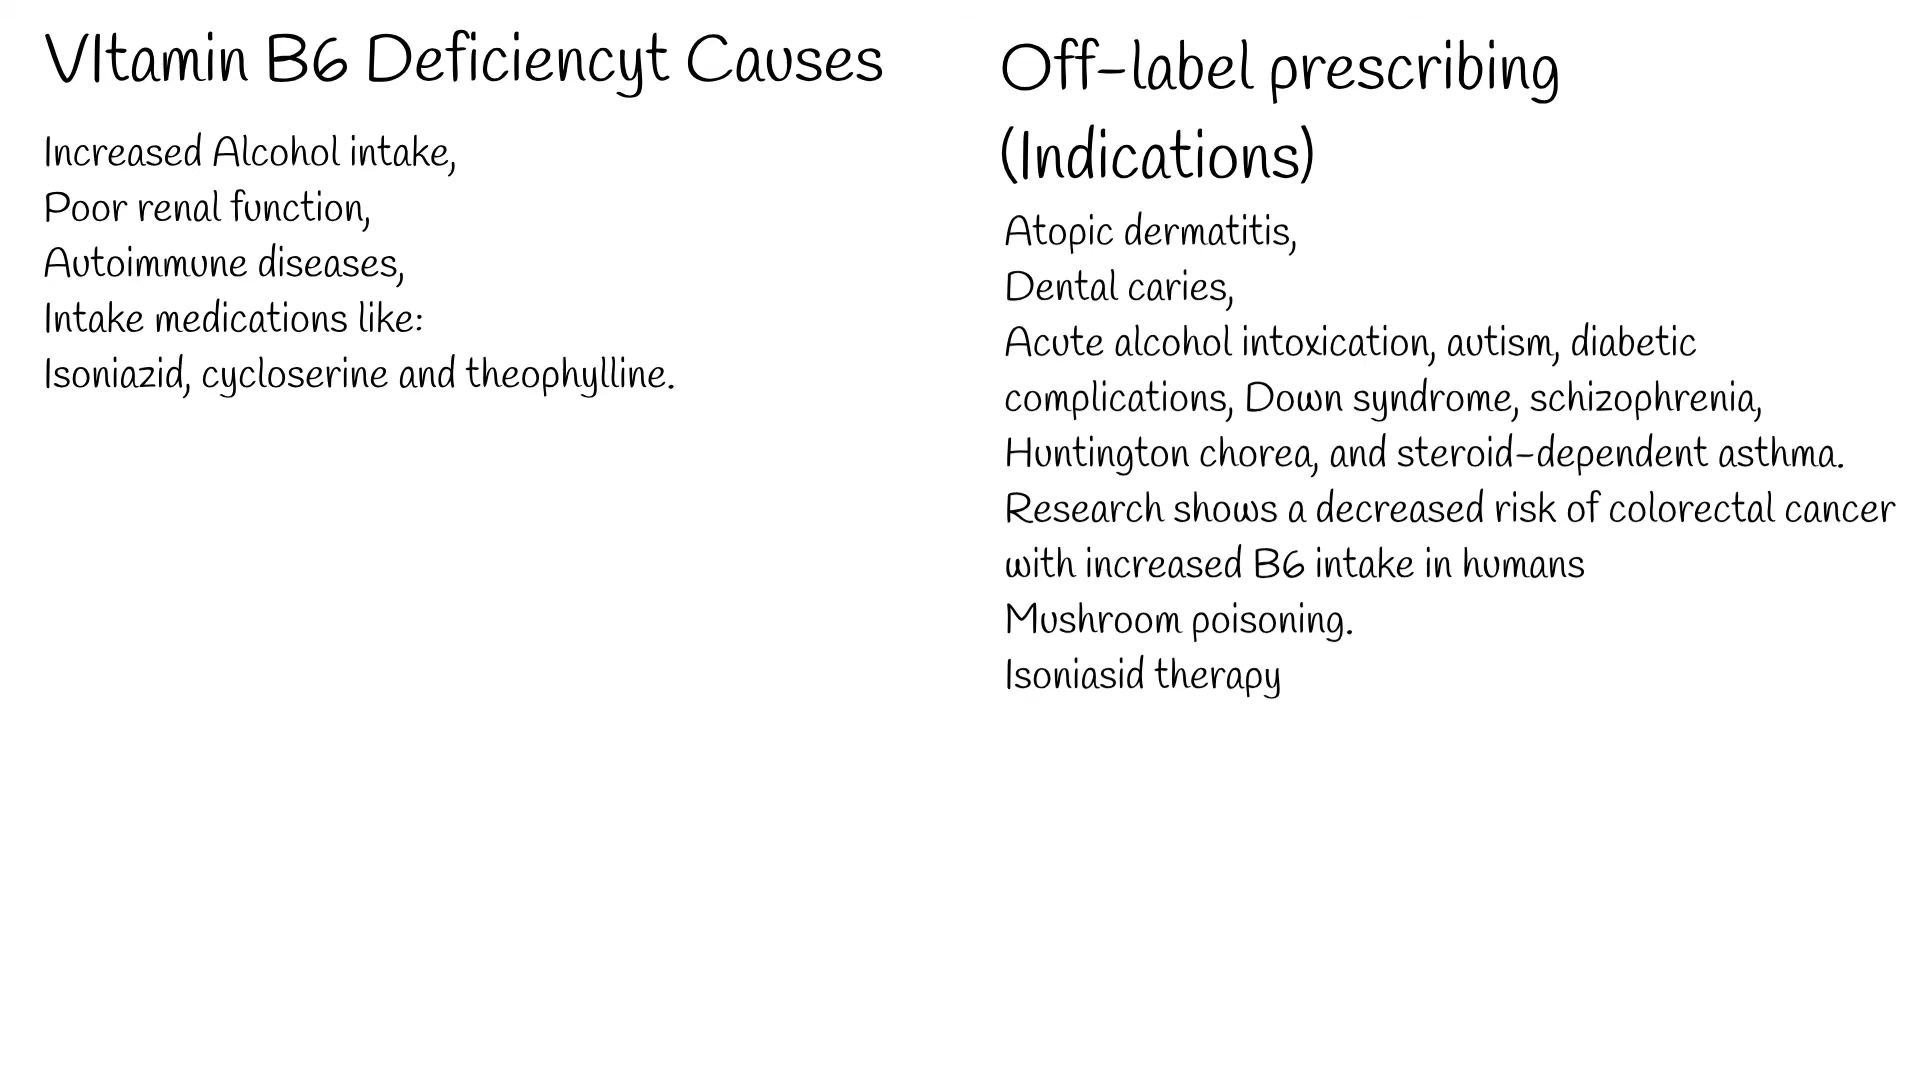 VItamin B6 Deficiencyt Causes
Increased Alcohol intake,
Poor renal function,
Autoimmune diseases,
Intake medications like:
Isoniazid, cycloserine and theophylline.
Off-label prescribing
(Indications)
Atopic dermatitis,
Dental caries,
Acute alcohol intoxication, autism, diabetic
complications, Down syndrome, schizophrenia,
Huntington chorea, and steroid-dependent asthma.
Research shows a decreased risk of colorectal cancer
with increased B6 intake in humans
Mushroom poisoning.
Isoniasid therapy